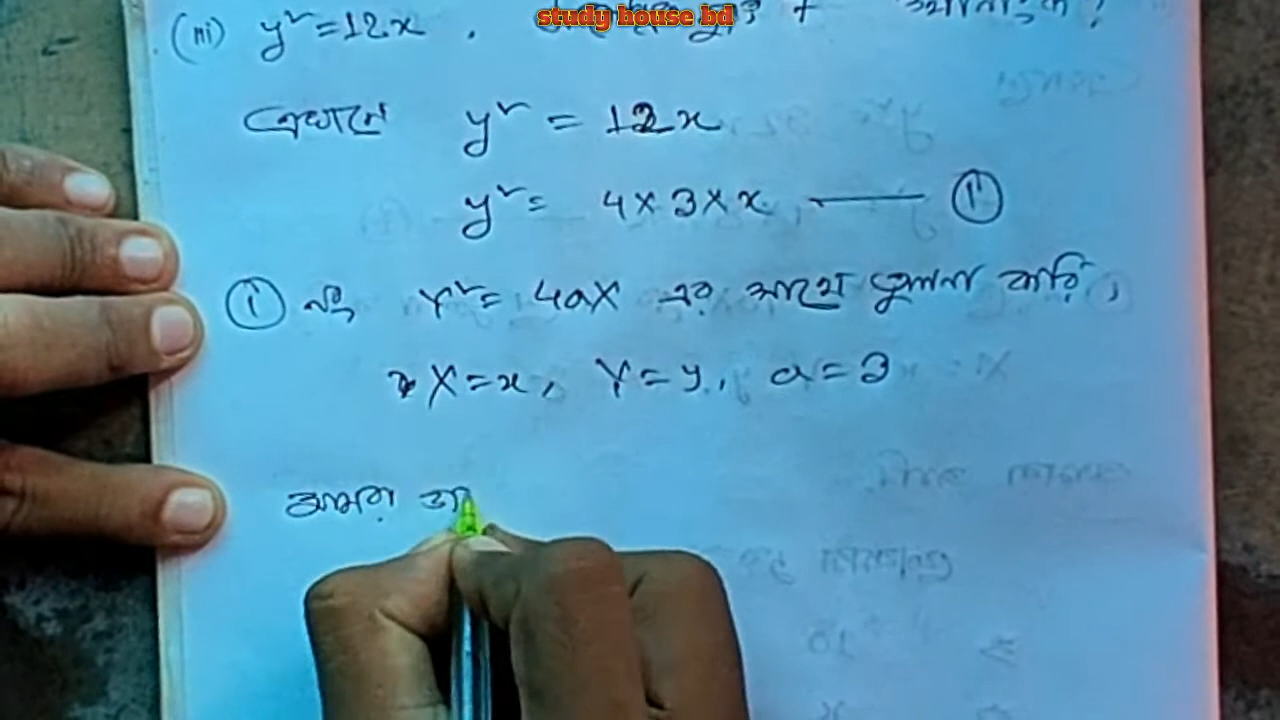 study house bd
(iii) y² = 12x .
এখানে y² = 12x
y² = 4×3×x —— ①
① নং Y² = 4aX এর সাথে তুলনা করি,
X = x, Y = y, a = 3
আমরা